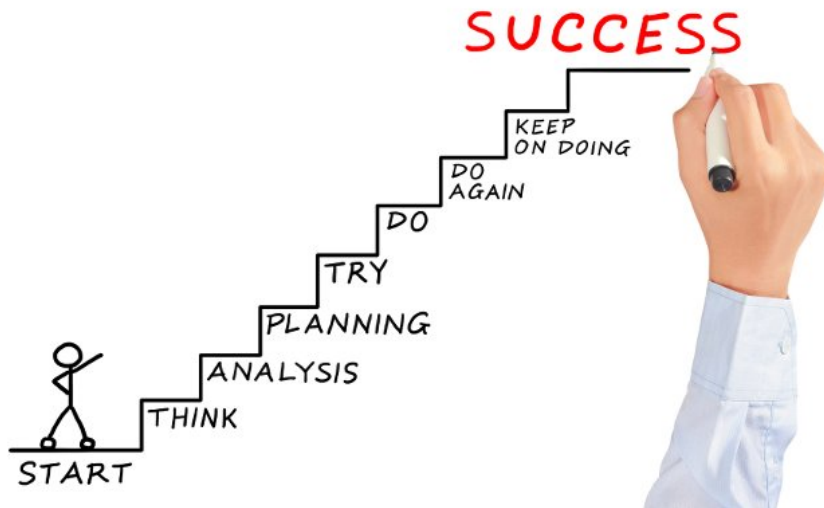 SUCCESS
KEEP
ON DOING
DO
AGAIN
DO
TRY
PLANNING
ANALYSIS
THINK
START